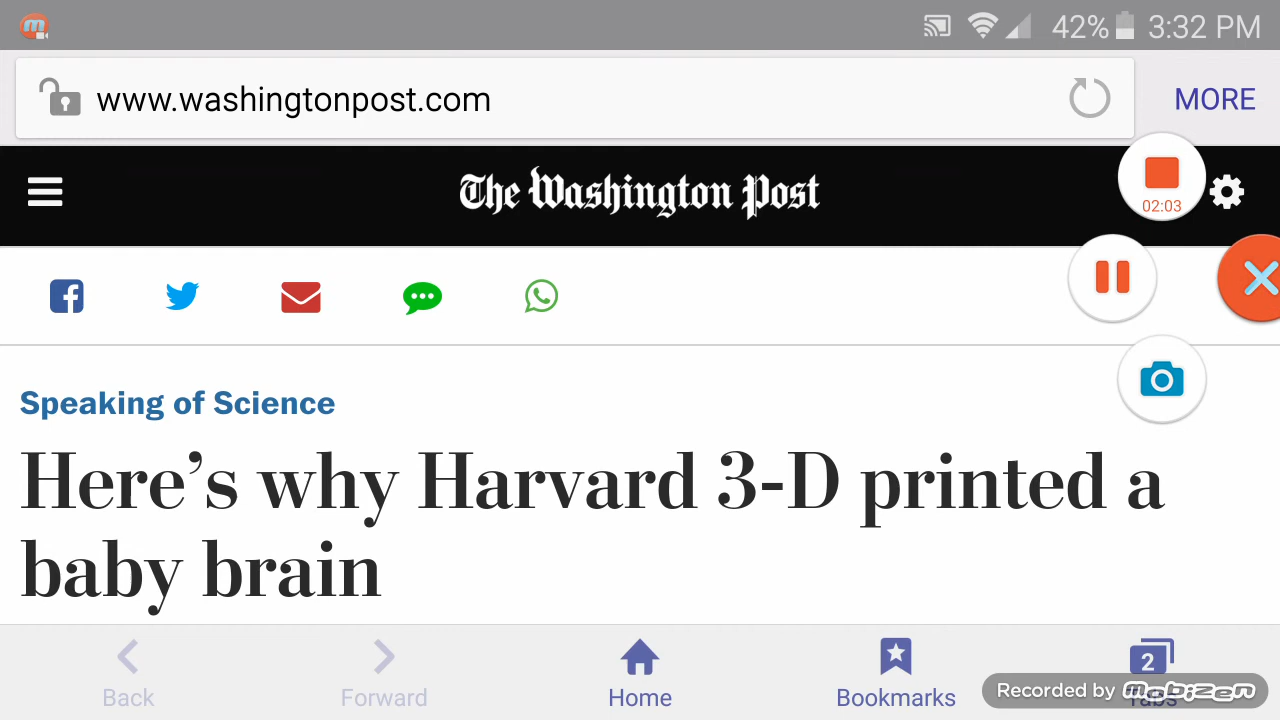 42% 3:32 PM
www.washingtonpost.com
MORE
The Washington Post
02:03
Speaking of Science
Here's why Harvard 3-D printed a
baby brain
2
Back
Forward
Home
Bookmarks
Tabs
Recorded by mobizen